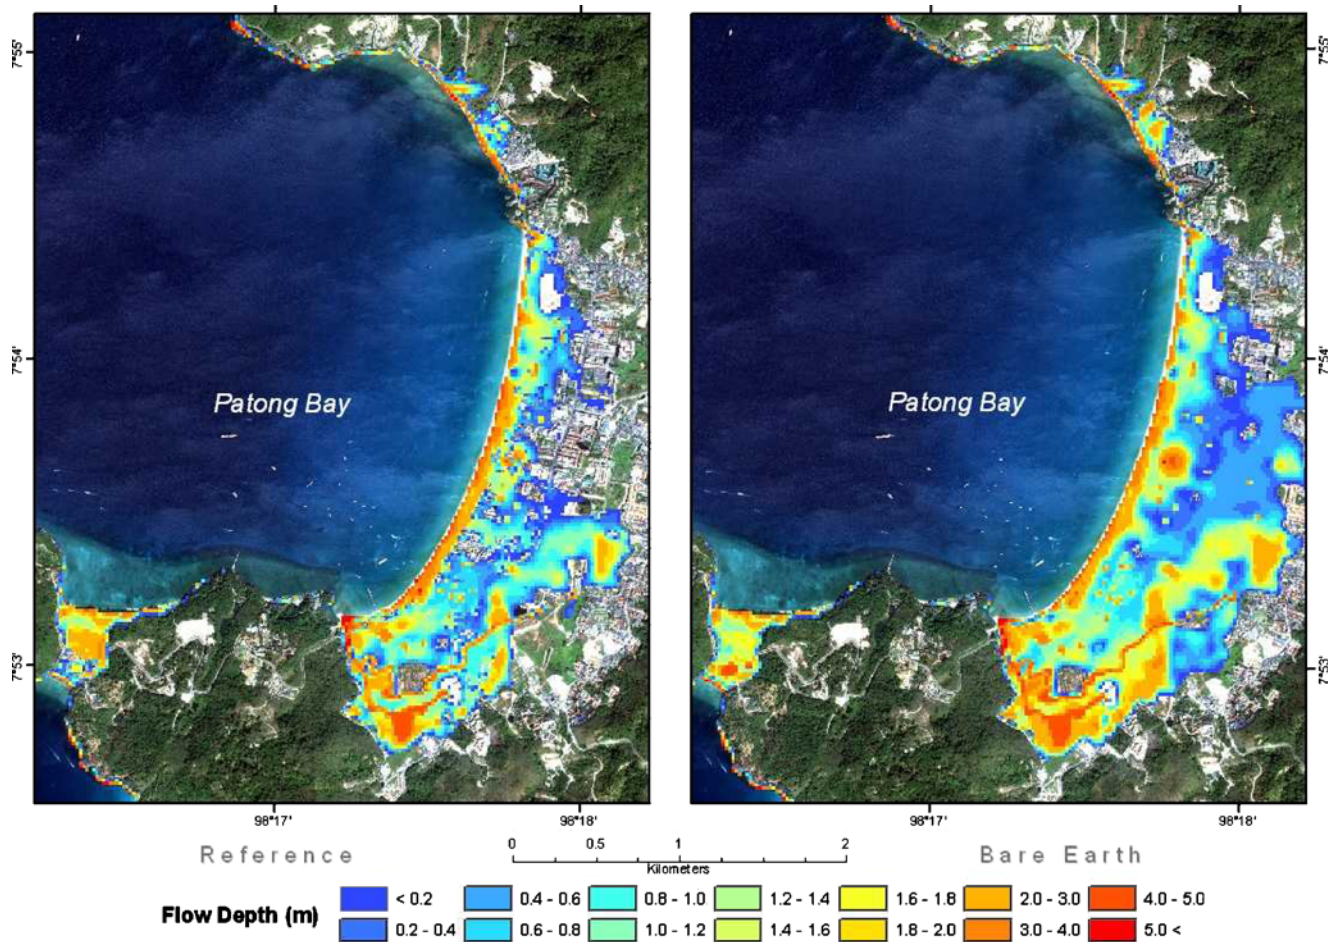 7°55' 7°55'
7°54' 7°54'
Patong Bay Patong Bay
7°53' 7°53'
98°17' 98°18' 98°17' 98°18'
Reference 0 0.5 1 2 Bare Earth
Kilometers
Flow Depth (m)
< 0.2 0.4 - 0.6 0.8 - 1.0 1.2 - 1.4 1.6 - 1.8 2.0 - 3.0 4.0 - 5.0
0.2 - 0.4 0.6 - 0.8 1.0 - 1.2 1.4 - 1.6 1.8 - 2.0 3.0 - 4.0 5.0 <